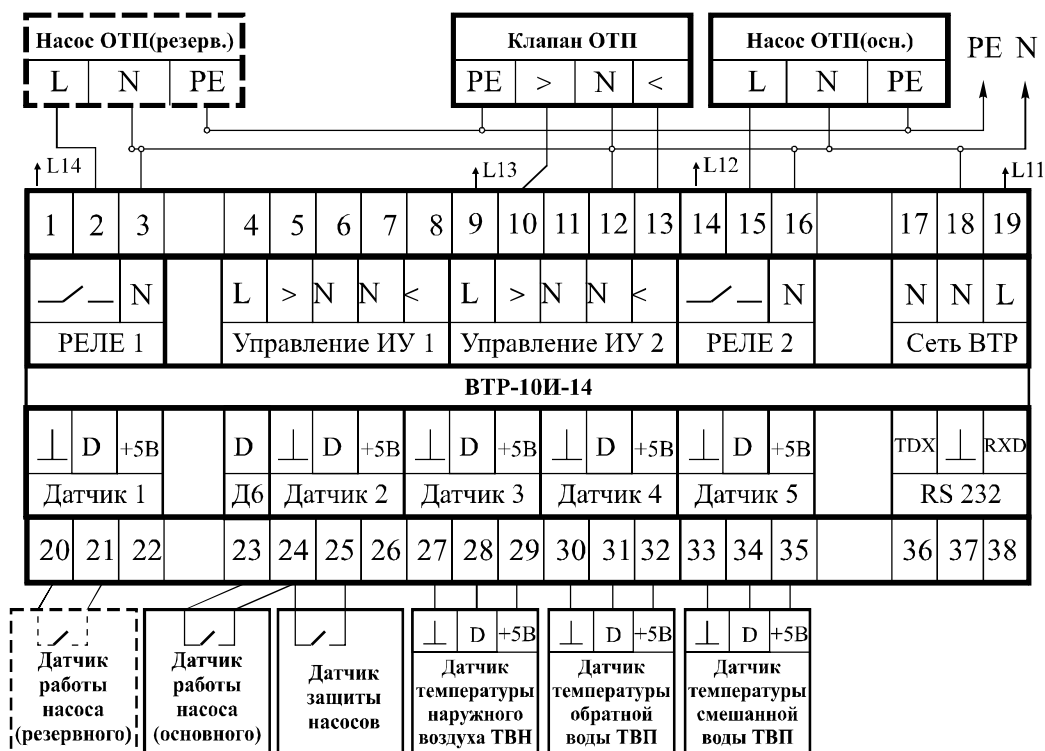 Насос ОТП(резерв.) Клапан ОТП Насос ОТП(осн.) PE N
L N PE PE > N < L N PE
L14 L13 L12 L11
1 2 3 4 5 6 7 8 9 10 11 12 13 14 15 16 17 18 19
N L > N N < L > N N < N N N L
РЕЛЕ 1 Управление ИУ 1 Управление ИУ 2 РЕЛЕ 2 Сеть ВТР
ВТР-10И-14
D +5В D D +5В D +5В D +5В D +5В TDX RXD
Датчик 1 Д6 Датчик 2 Датчик 3 Датчик 4 Датчик 5 RS 232
20 21 22 23 24 25 26 27 28 29 30 31 32 33 34 35 36 37 38
D +5В D +5В D +5В
Датчик
работы
насоса
(резервного)
Датчик
работы
насоса
(основного)
Датчик
защиты
насосов
Датчик
температуры
наружного
воздуха ТВН
Датчик
температуры
обратной
воды ТВП
Датчик
температуры
смешанной
воды ТВП